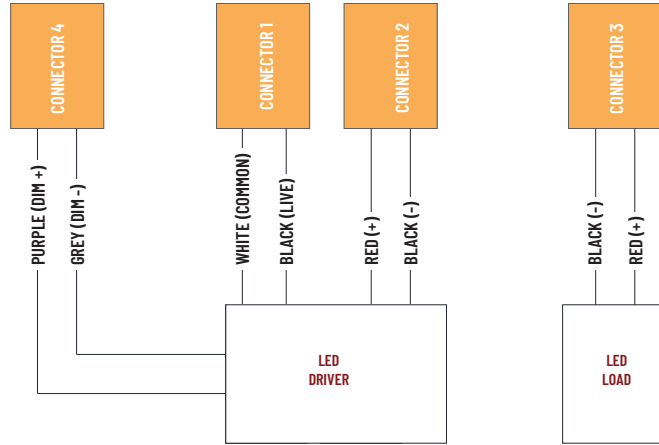 CONNECTOR 4
CONNECTOR 1
CONNECTOR 2
CONNECTOR 3
PURPLE (DIM +)
GREY (DIM -)
WHITE (COMMON)
BLACK (LIVE)
RED (+)
BLACK (-)
BLACK (-)
RED (+)
LED
DRIVER
LED
LOAD